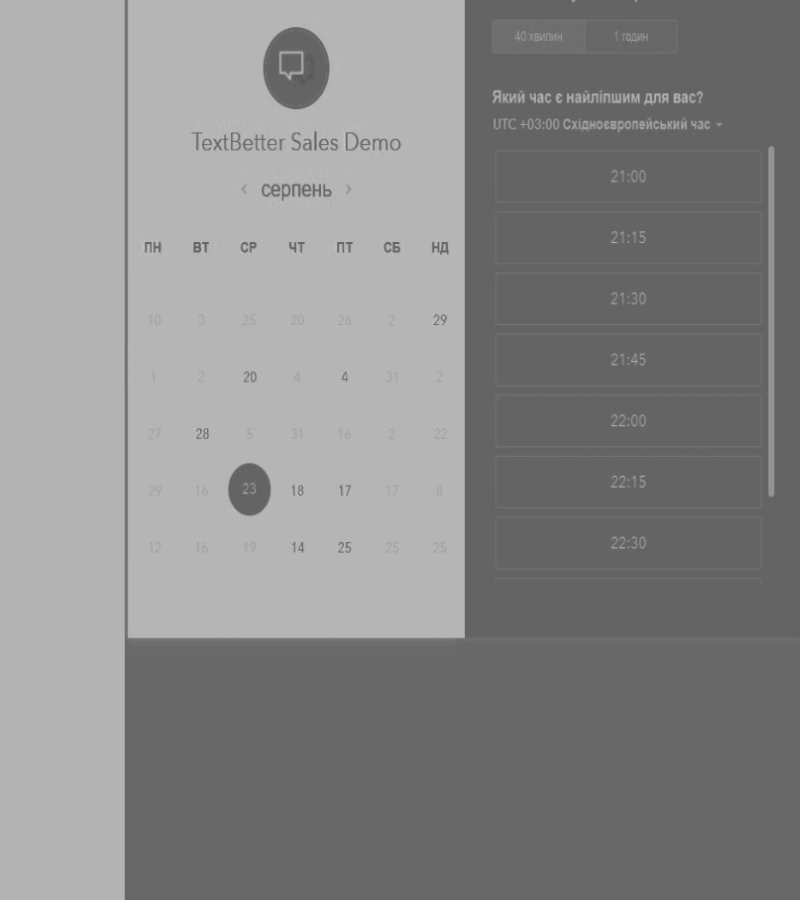 TextBetter Sales Demo
серпень
ПН ВТ СР ЧТ ПТ СБ НД
10 3 25 20 26 2 29
1 2 20 4 4 31 2
27 28 5 31 16 2 22
29 16 23 18 17 17 8
12 16 19 14 25 25 25
40 хвилин 1 годин
Який час є найліпшим для вас?
UTC +03:00 Східноєвропейський час
21:00
21:15
21:30
21:45
22:00
22:15
22:30